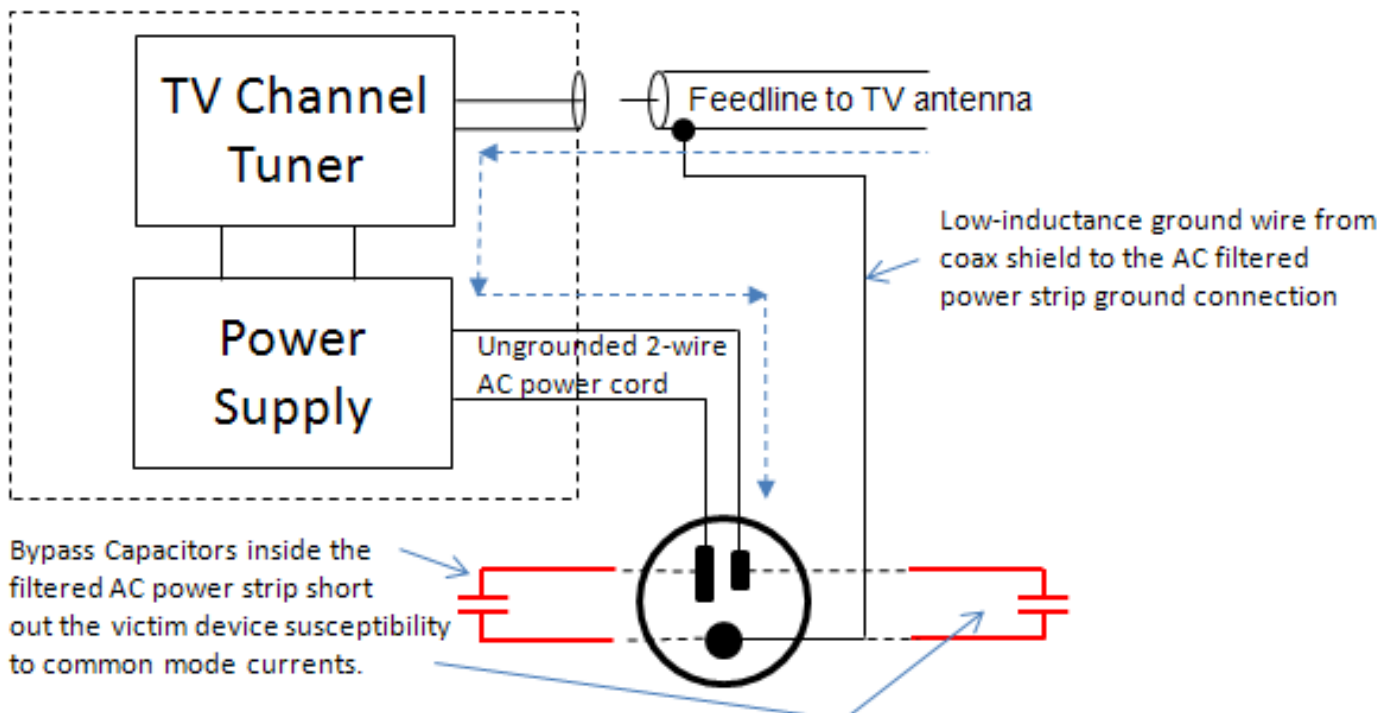 TV Channel
Tuner
Feedline to TV antenna
Low-inductance ground wire from
coax shield to the AC filtered
power strip ground connection
Power
Supply
Ungrounded 2-wire
AC power cord
Bypass Capacitors inside the
filtered AC power strip short
out the victim device susceptibility
to common mode currents.